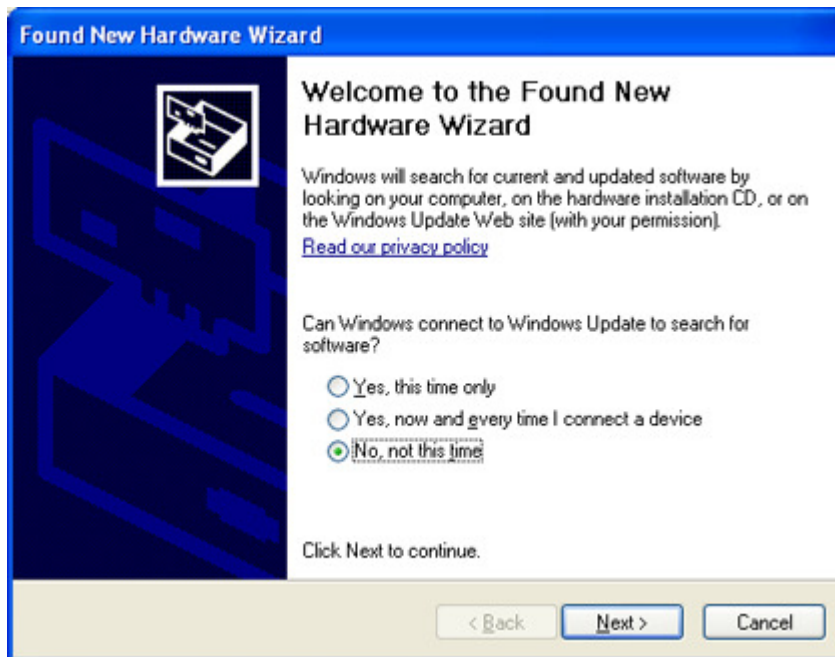 Found New Hardware Wizard
Welcome to the Found New
Hardware Wizard
Windows will search for current and updated software by
looking on your computer, on the hardware installation CD, or on
the Windows Update Web site (with your permission).
Read our privacy policy
Can Windows connect to Windows Update to search for
software?
Yes, this time only
Yes, now and every time I connect a device
No, not this time
Click Next to continue.
< Back
Next >
Cancel